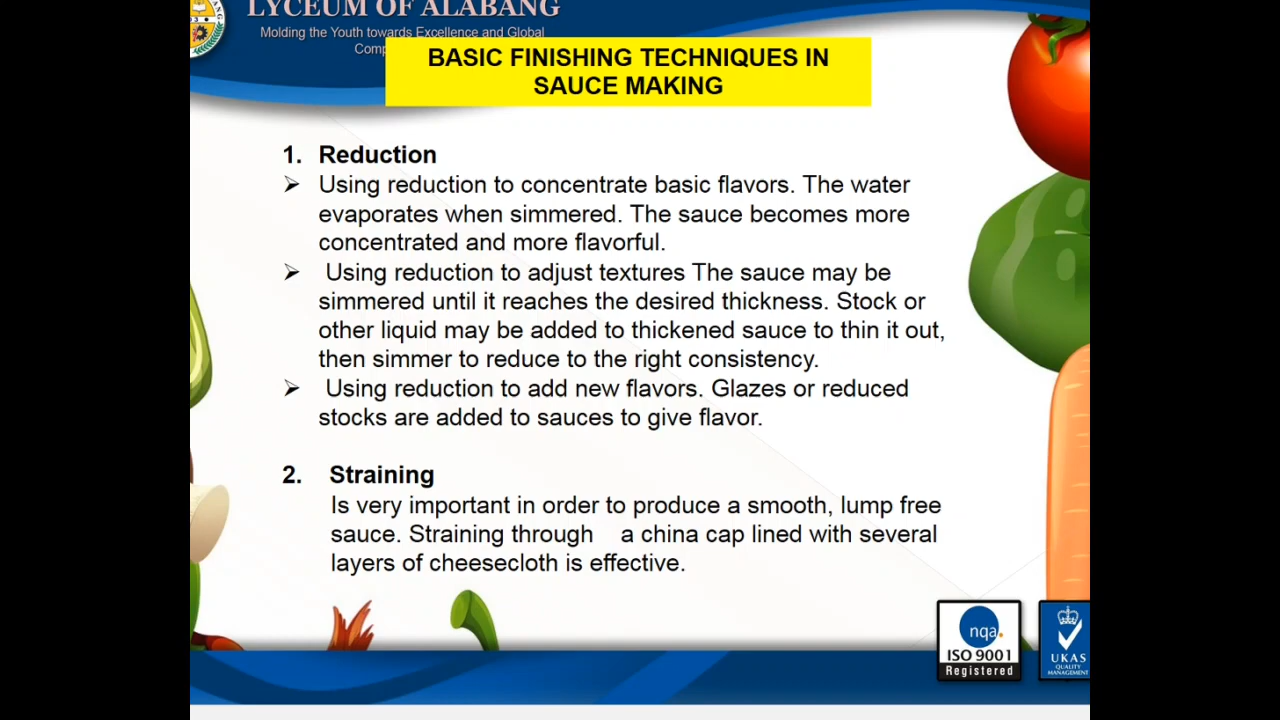 LYCEUM OF ALABANG
Molding the Youth towards Excellence and Global
BASIC FINISHING TECHNIQUES IN
SAUCE MAKING
1. Reduction
➢ Using reduction to concentrate basic flavors. The water
evaporates when simmered. The sauce becomes more
concentrated and more flavorful.
➢ Using reduction to adjust textures The sauce may be
simmered until it reaches the desired thickness. Stock or
other liquid may be added to thickened sauce to thin it out,
then simmer to reduce to the right consistency.
➢ Using reduction to add new flavors. Glazes or reduced
stocks are added to sauces to give flavor.
2. Straining
Is very important in order to produce a smooth, lump free
sauce. Straining through a china cap lined with several
layers of cheesecloth is effective.
nqa.
ISO 9001
Registered
UKAS
QUALITY
MANAGEMENT